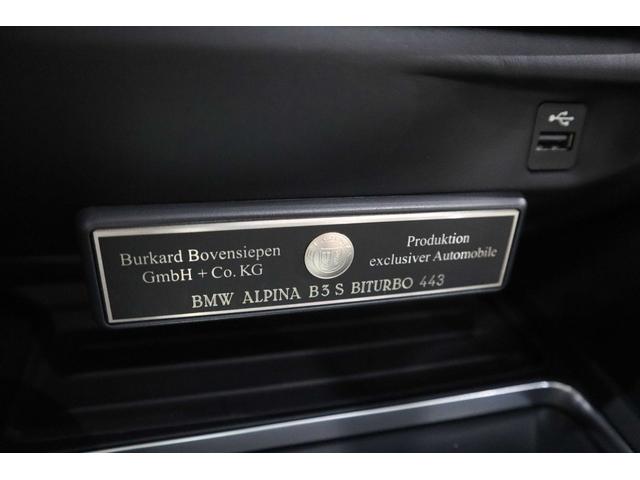 Burkard Bovensiepen
GmbH + Co. KG
Produktion
exclusiver Automobile
BMW ALPINA B3 S BITURBO 443